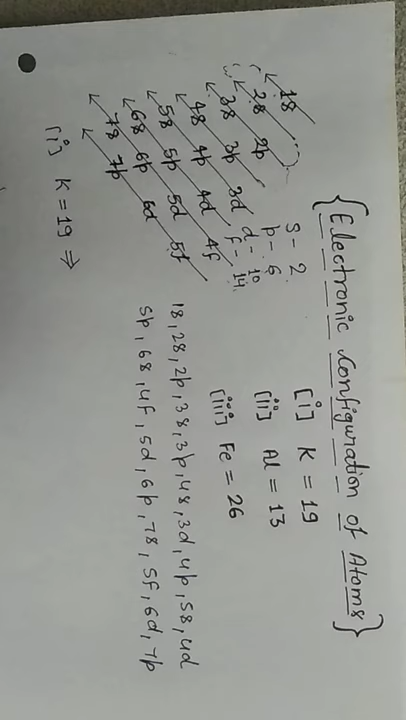 {Electronic Configuration of Atoms}
1s
2s 2p
3s 3p 3d
4s 4p 4d 4f
5s 5p 5d 5f
6s 6p 6d
7s 7p
s - 2
p - 6
d - 10
f - 14
[i] K = 19
[ii] Al = 13
[iii] Fe = 26
1s, 2s, 2p, 3s, 3p, 4s, 3d, 4p, 5s, 4d
5p, 6s, 4f, 5d, 6p, 7s, 5f, 6d, 7p
[i] K = 19 ⇒